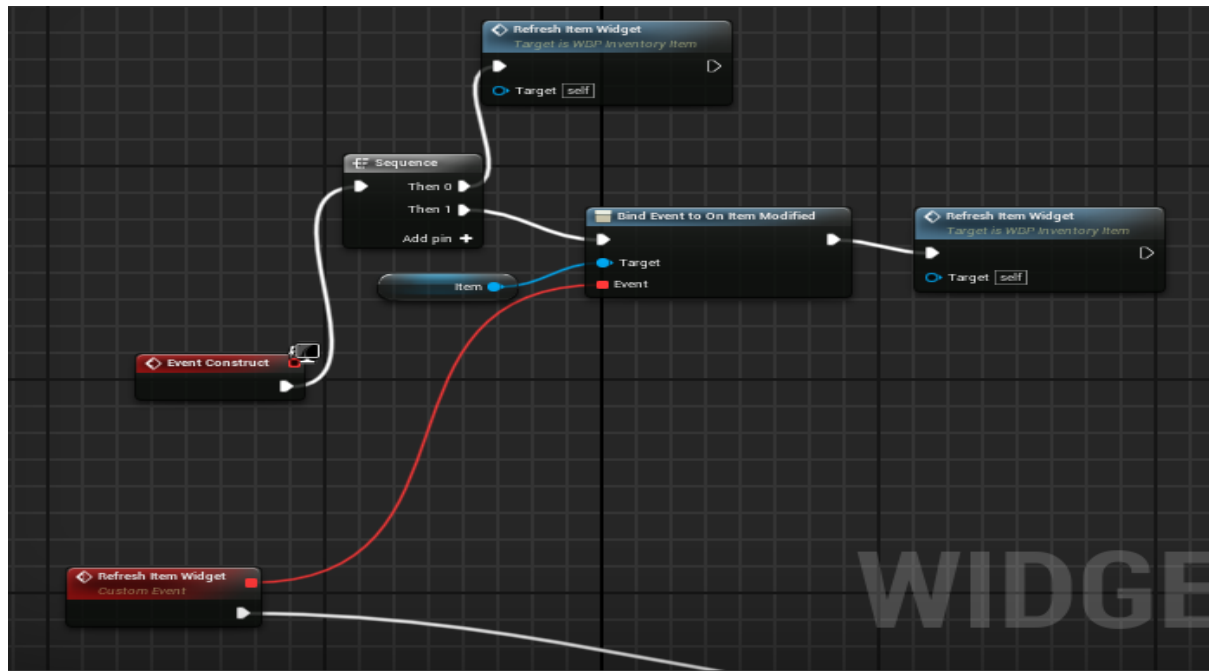 Refresh Item Widget
Target is WBP Inventory Item
Target self
Sequence
Then 0
Then 1
Add pin
Bind Event to On Item Modified
Target
Event
Refresh Item Widget
Target is WBP Inventory Item
Target self
Item
Event Construct
Refresh Item Widget
Custom Event
WIDGE